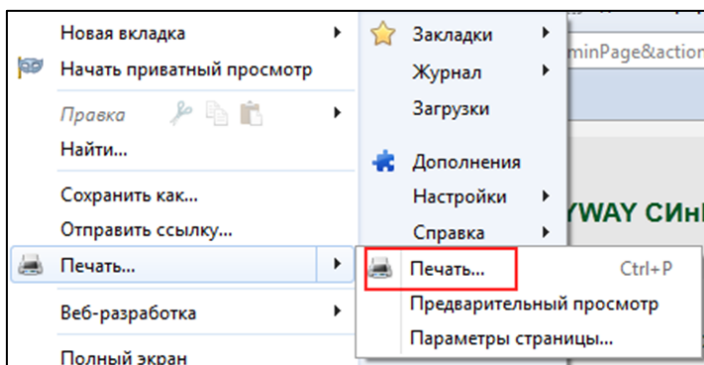 Новая вкладка
Начать приватный просмотр
Правка
Найти...
Сохранить как...
Отправить ссылку...
Печать...
Веб-разработка
Полный экран
Закладки
Журнал
Загрузки
Дополнения
Настройки
Справка
Печать... Ctrl+P
Предварительный просмотр
Параметры страницы...
minPage&action
YWAY СИн